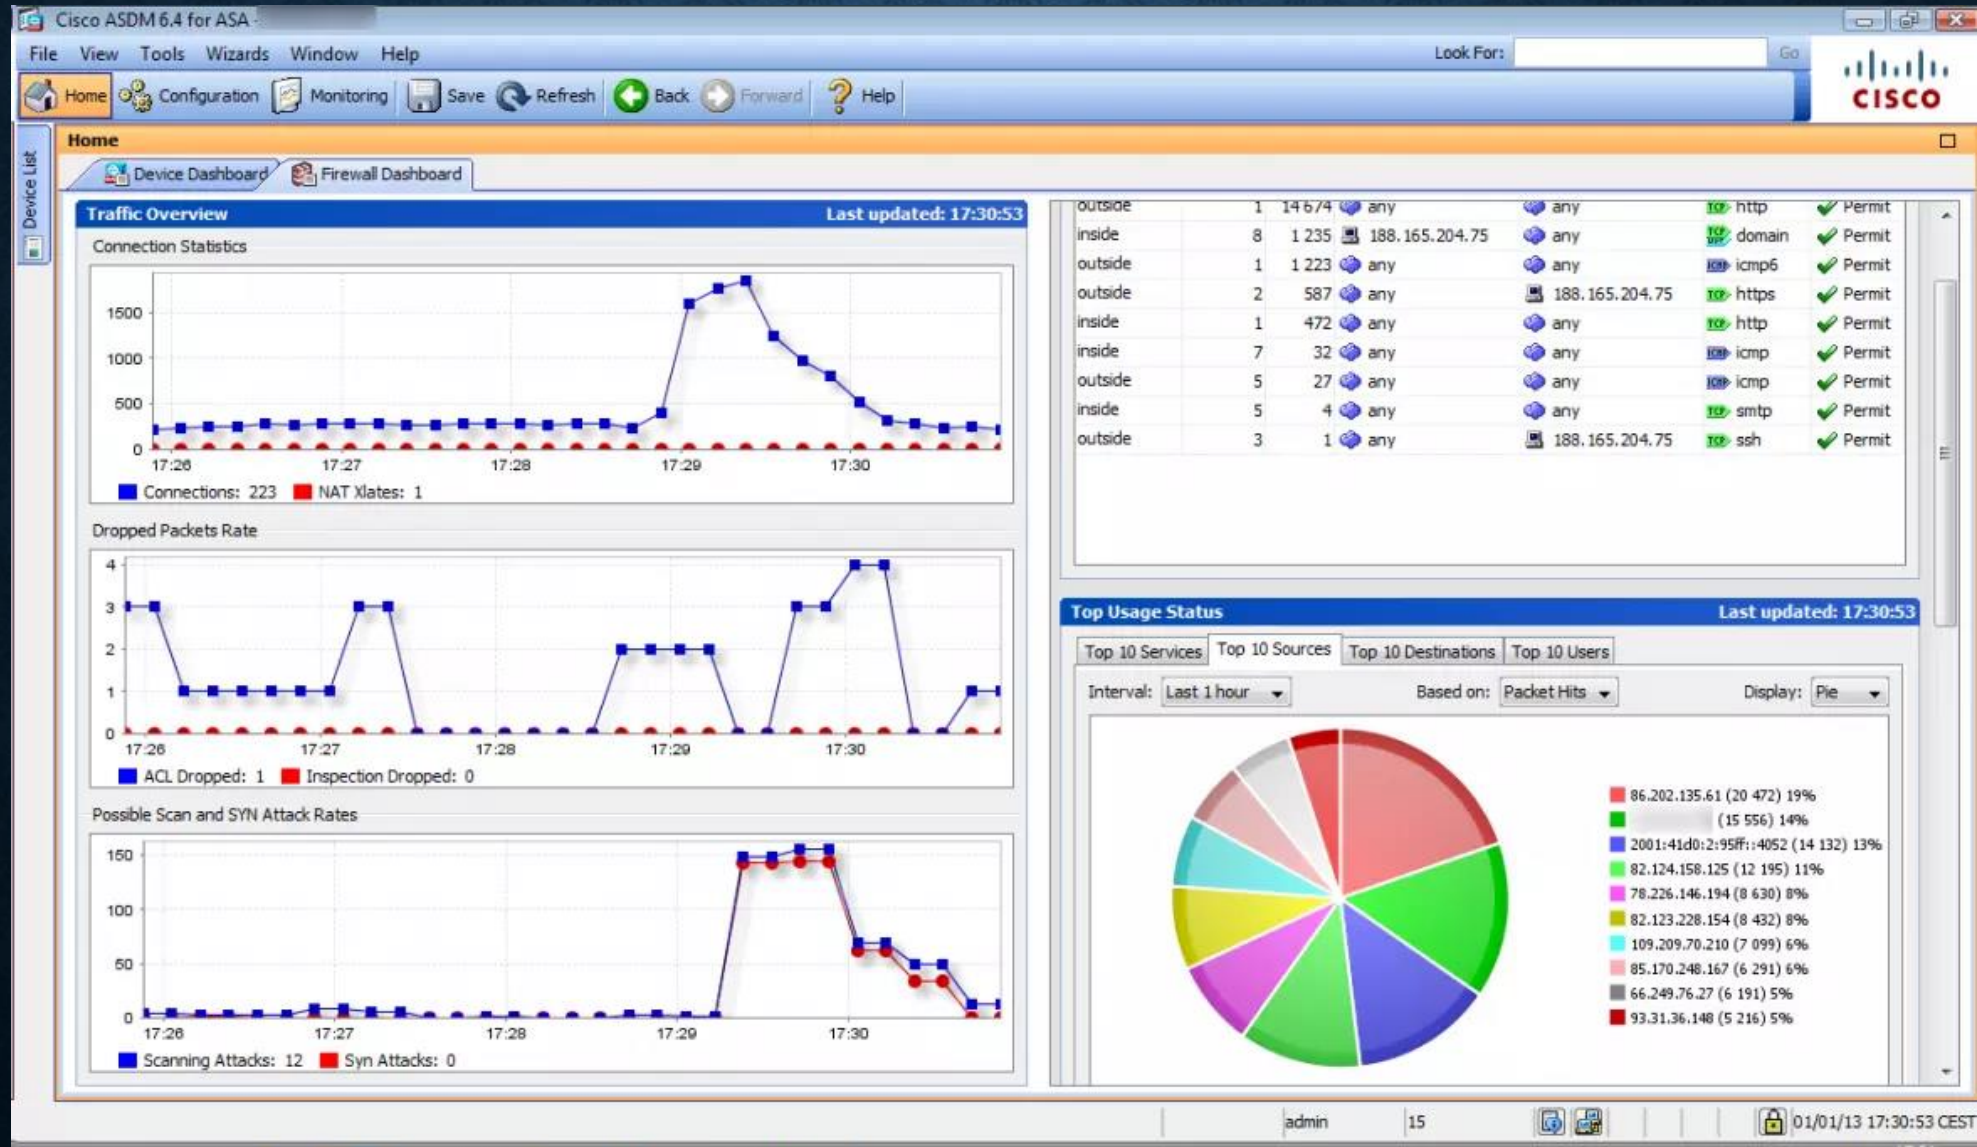 Cisco ASDM 6.4 for ASA -
File View Tools Wizards Window Help
Look For: Go
Home Configuration Monitoring Save Refresh Back Forward Help
CISCO
Device List
Home
Device Dashboard Firewall Dashboard
Traffic Overview Last updated: 17:30:53
Connection Statistics
1500
1000
500
0
17:26 17:27 17:28 17:29 17:30
Connections: 223 NAT Xlates: 1
Dropped Packets Rate
4
3
2
1
0
17:26 17:27 17:28 17:29 17:30
ACL Dropped: 1 Inspection Dropped: 0
Possible Scan and SYN Attack Rates
150
100
50
0
17:26 17:27 17:28 17:29 17:30
Scanning Attacks: 12 Syn Attacks: 0
outside 1 14 674 any any TCP http Permit
inside 8 1 235 188.165.204.75 any domain Permit
outside 1 1 223 any any ICMP icmp6 Permit
outside 2 587 any 188.165.204.75 TCP https Permit
inside 1 472 any any TCP http Permit
inside 7 32 any any ICMP icmp Permit
outside 5 27 any any ICMP icmp Permit
inside 5 4 any any TCP smtp Permit
outside 3 1 any 188.165.204.75 TCP ssh Permit
Top Usage Status Last updated: 17:30:53
Top 10 Services Top 10 Sources Top 10 Destinations Top 10 Users
Interval: Last 1 hour Based on: Packet Hits Display: Pie
86.202.135.61 (20 472) 19%
(15 556) 14%
2001:41d0:2:95ff::4052 (14 132) 13%
82.124.158.125 (12 195) 11%
78.226.146.194 (8 630) 8%
82.123.228.154 (8 432) 8%
109.209.70.210 (7 099) 6%
85.170.248.167 (6 291) 6%
66.249.76.27 (6 191) 5%
93.31.36.148 (5 216) 5%
admin 15 01/01/13 17:30:53 CEST